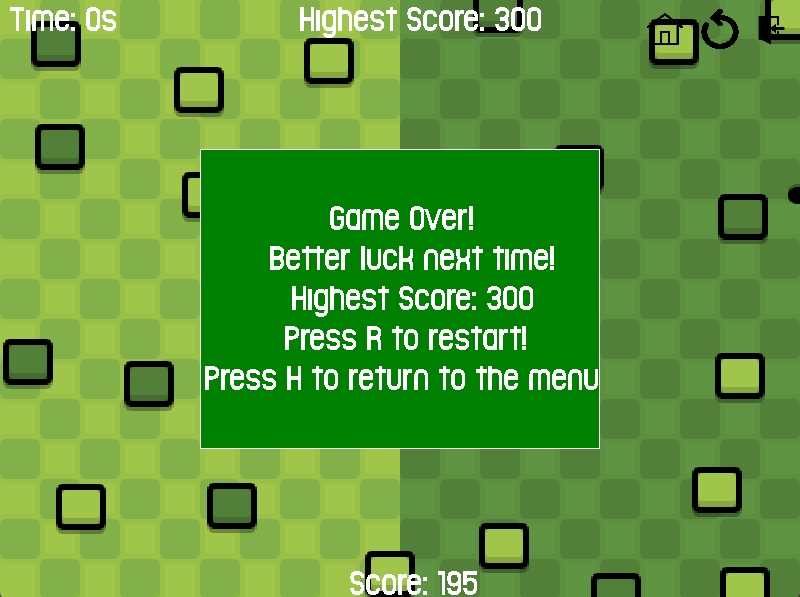 Time: 0s
Highest Score: 300
Game Over!
Better luck next time!
Highest Score: 300
Press R to restart!
Press H to return to the menu
Score: 195